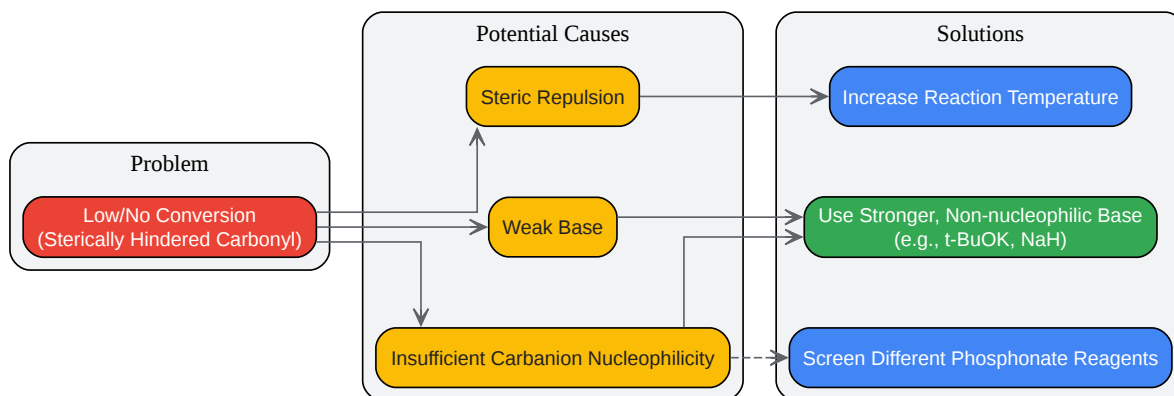 Problem
Low/No Conversion
(Sterically Hindered Carbonyl)
Potential Causes
Steric Repulsion
Weak Base
Insufficient Carbanion Nucleophilicity
Solutions
Increase Reaction Temperature
Use Stronger, Non-nucleophilic Base
(e.g., t-BuOK, NaH)
Screen Different Phosphonate Reagents